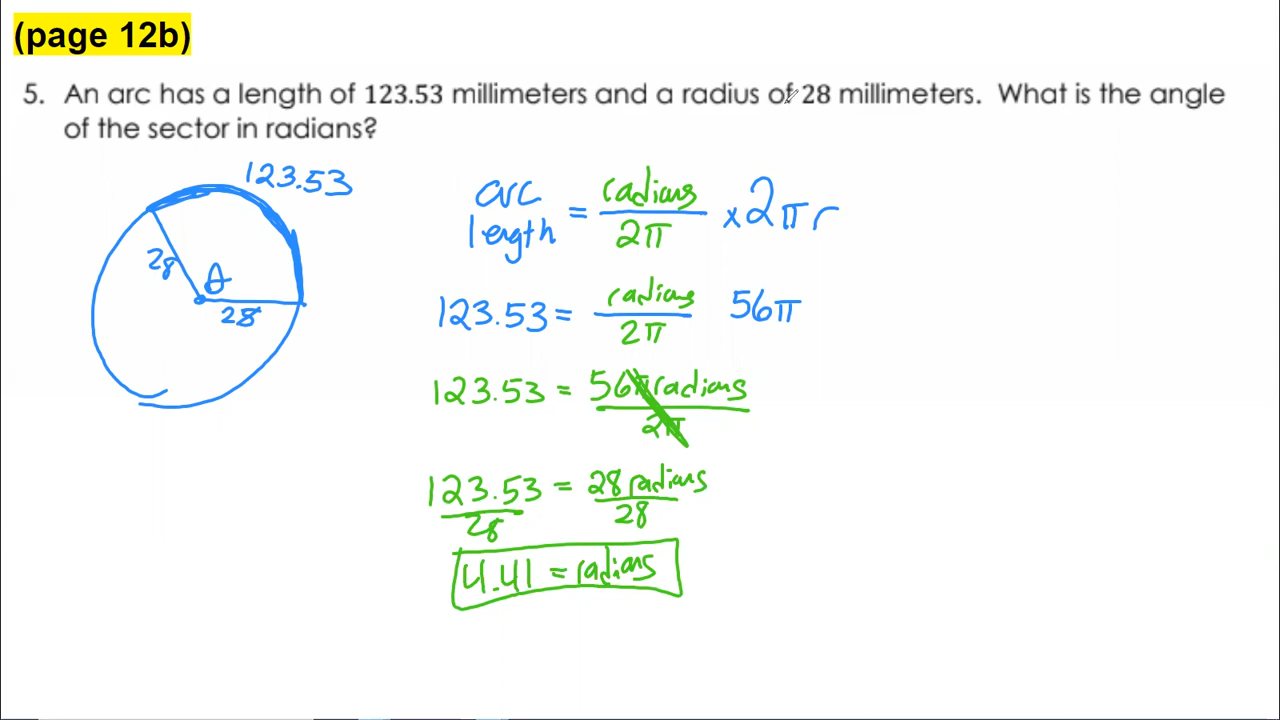 (page 12b)
5. An arc has a length of 123.53 millimeters and a radius of 28 millimeters. What is the angle
of the sector in radians?
123.53
28
θ
28
arc length = radians/2π × 2πr
123.53 = radians/2π 56π
123.53 = 56π radians/2π
123.53/28 = 28 radians/28
4.41 = radians